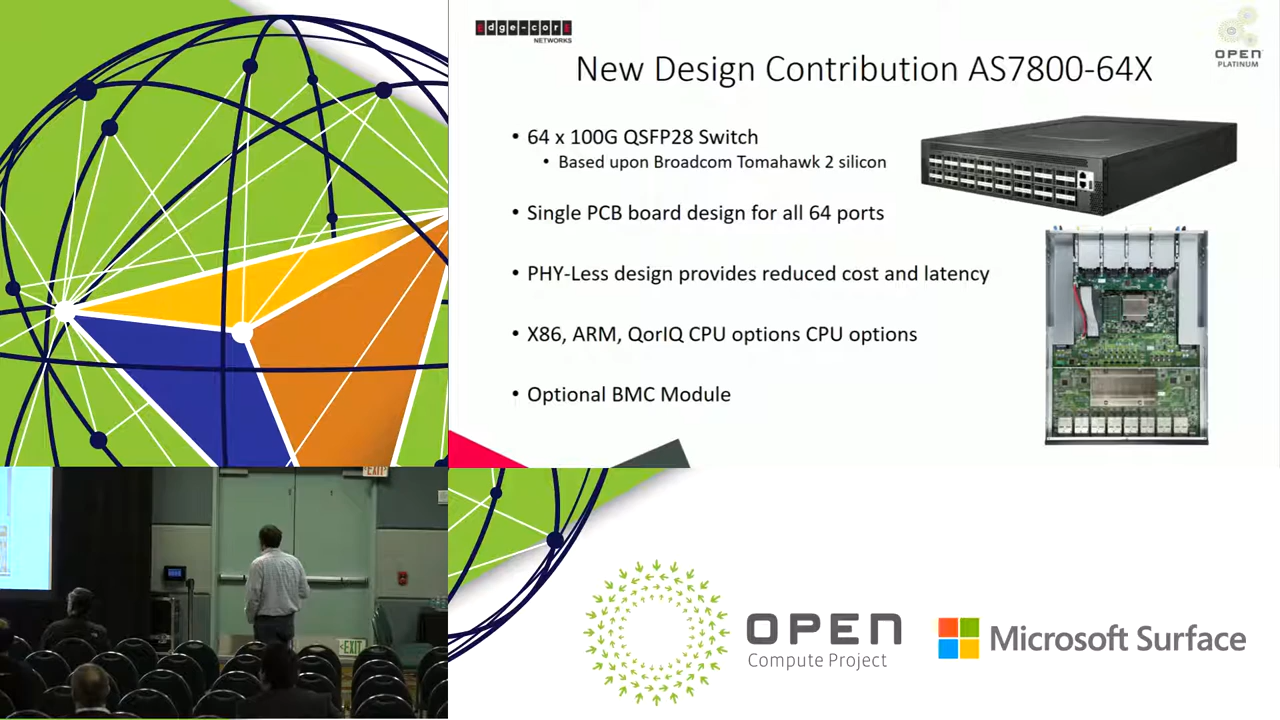 Edge-corE
NETWORKS
OPEN
PLATINUM
New Design Contribution AS7800-64X
• 64 x 100G QSFP28 Switch
• Based upon Broadcom Tomahawk 2 silicon
• Single PCB board design for all 64 ports
• PHY-Less design provides reduced cost and latency
• X86, ARM, QorIQ CPU options CPU options
• Optional BMC Module
EXIT
EXIT
OPEN
Compute Project
Microsoft Surface